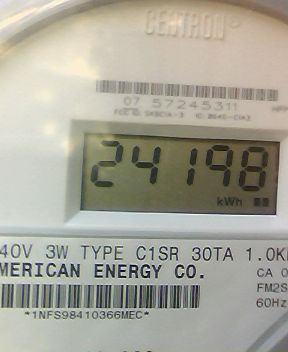 CENTRON
07 57245311
24198
kWh
40V 3W TYPE C1SR 30TA 1.0K
MERICAN ENERGY CO.
CA 0
FM2S
60Hz
*1NFS98410366MEC*